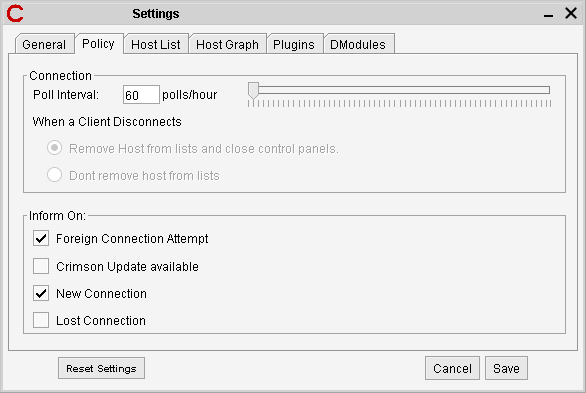 C Settings
General Policy Host List Host Graph Plugins DModules
Connection
Poll Interval: 60 polls/hour
When a Client Disconnects
Remove Host from lists and close control panels.
Dont remove host from lists
Inform On:
Foreign Connection Attempt
Crimson Update available
New Connection
Lost Connection
Reset Settings Cancel Save